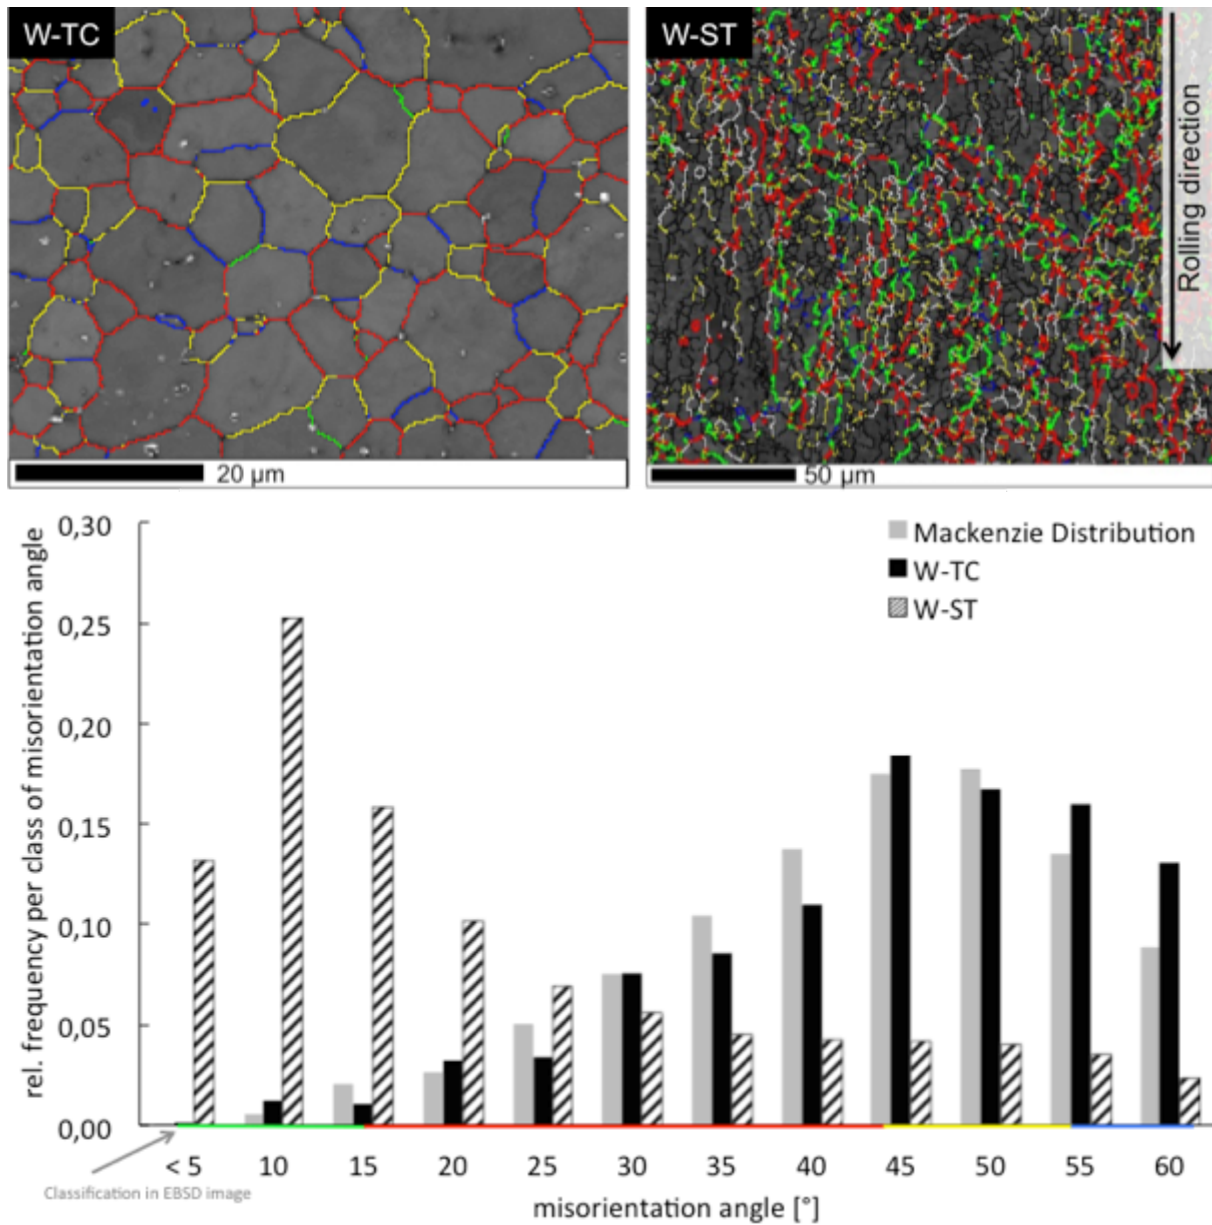 W-TC
W-ST
Rolling direction
20 µm
50 µm
rel. frequency per class of misorientation angle
0,30
0,25
0,20
0,15
0,10
0,05
0,00
Mackenzie Distribution
W-TC
W-ST
< 5 10 15 20 25 30 35 40 45 50 55 60
Classification in EBSD image
misorientation angle [°]